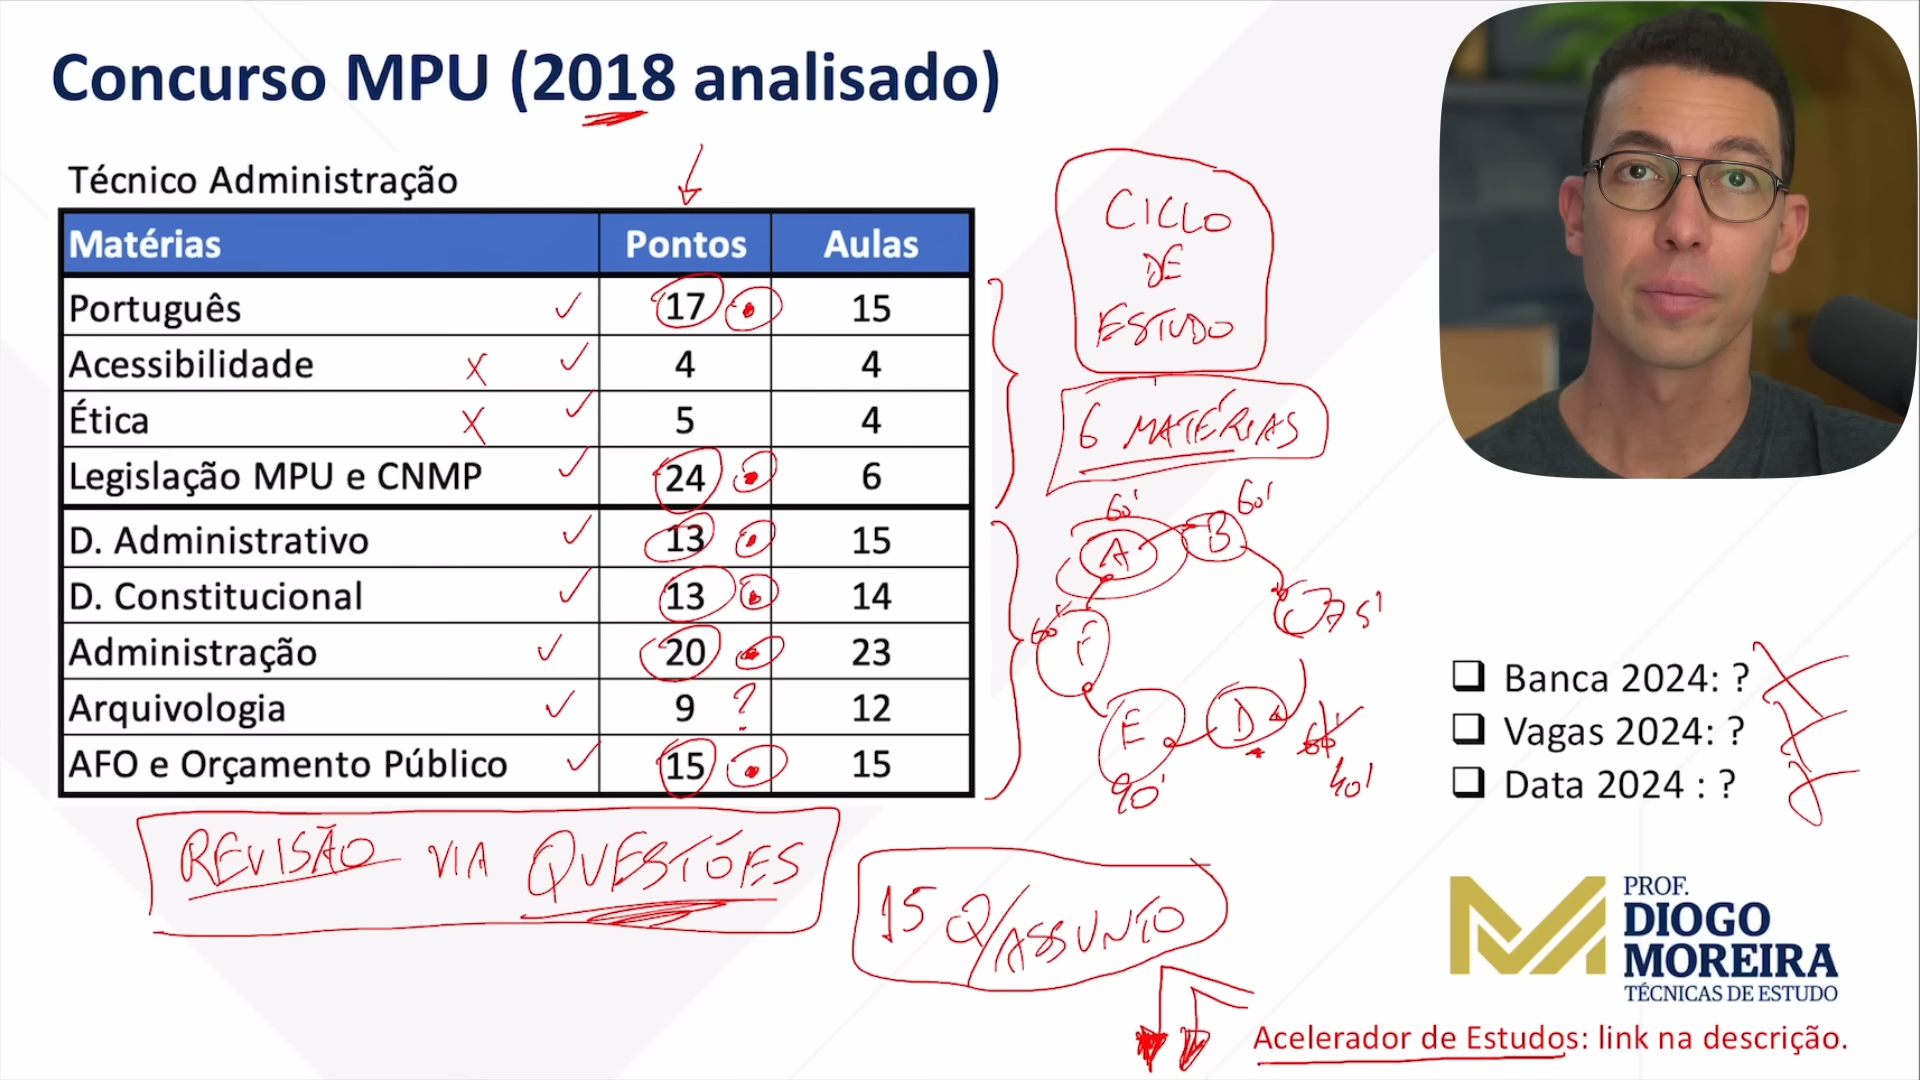 Concurso MPU (2018 analisado)
Técnico Administração
Matérias Pontos Aulas
Português 17 15
Acessibilidade X 4 4
Ética X 5 4
Legislação MPU e CNMP 24 6
D. Administrativo 13 15
D. Constitucional 13 14
Administração 20 23
Arquivologia 9 ? 12
AFO e Orçamento Público 15 15
REVISÃO VIA QUESTÕES
15 Q/ASSUNTO
CICLO
DE
ESTUDO
6 MATÉRIAS
60' 60'
A B
C 75'
60' F
E D
90' 40'
Banca 2024: ?
Vagas 2024: ?
Data 2024 : ?
PROF.
DIOGO
MOREIRA
TÉCNICAS DE ESTUDO
Acelerador de Estudos: link na descrição.